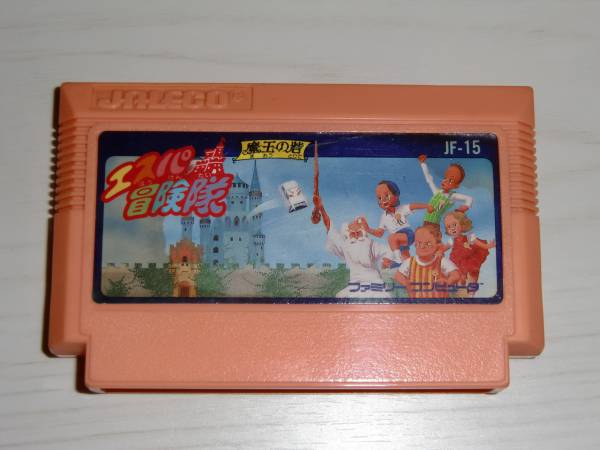 JALECO
JF-15
エスパ
冒険隊
魔王の砦
ファミリー コンピュータ